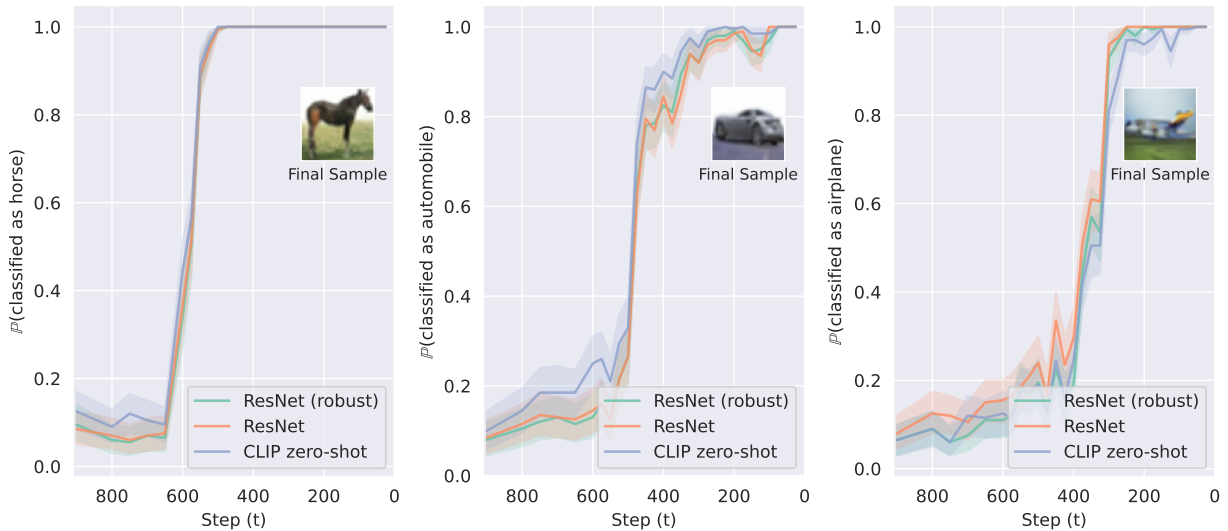 ℙ(classified as horse)
1.0
0.8
0.6
0.4
0.2
0.0
800 600 400 200 0
Step (t)
Final Sample
ResNet (robust)
ResNet
CLIP zero-shot
ℙ(classified as automobile)
1.0
0.8
0.6
0.4
0.2
0.0
800 600 400 200 0
Step (t)
Final Sample
ResNet (robust)
ResNet
CLIP zero-shot
ℙ(classified as airplane)
1.0
0.8
0.6
0.4
0.2
0.0
800 600 400 200 0
Step (t)
Final Sample
ResNet (robust)
ResNet
CLIP zero-shot